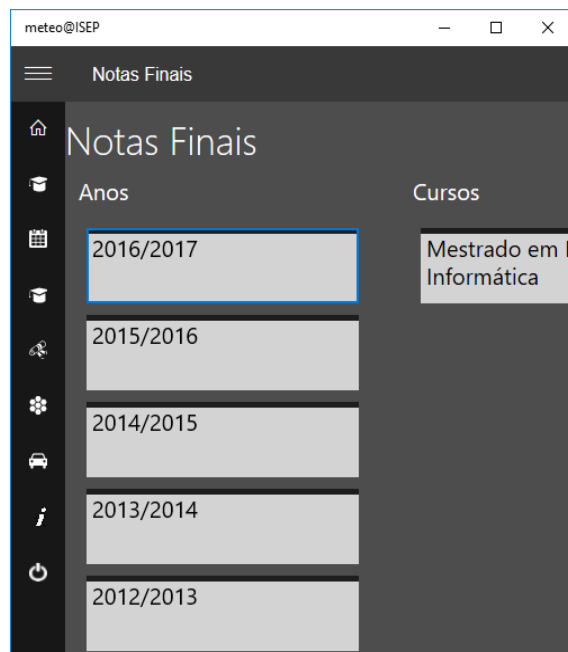 meteo@ISEP
Notas Finais
Notas Finais
Anos
Cursos
2016/2017
Mestrado em
Informática
2015/2016
2014/2015
2013/2014
2012/2013